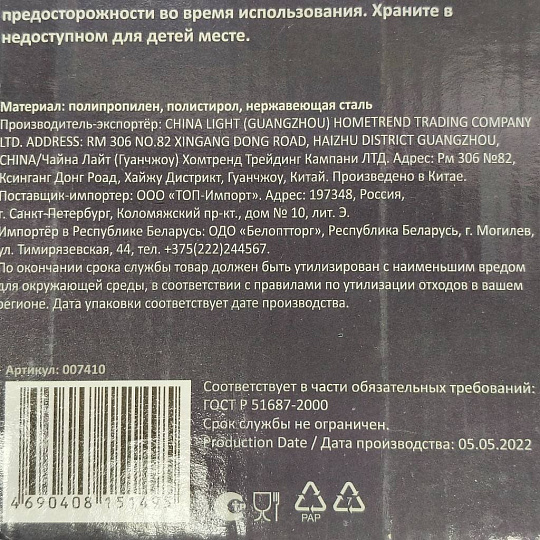 предосторожности во время использования. Храните в
недоступном для детей месте.
Материал: полипропилен, полистирол, нержавеющая сталь
Производитель-экспортёр: CHINA LIGHT (GUANGZHOU) HOMETREND TRADING COMPANY
LTD. ADDRESS: RM 306 NO.82 XINGANG DONG ROAD, HAIZHU DISTRICT GUANGZHOU,
CHINA/Чайна Лайт (Гуанчжоу) Хомтренд Трейдинг Кампани ЛТД. Адрес: Рм 306 №82,
Ксинганг Донг Роад, Хайжу Дистрикт, Гуанчжоу, Китай. Произведено в Китае.
Поставщик-импортер: ООО «ТОП-Импорт». Адрес: 197348, Россия,
г. Санкт-Петербург, Коломяжский пр-кт., дом № 10, лит. Э.
Импортёр в Республике Беларусь: ОДО «Белоптторг», Республика Беларусь, г. Могилев,
ул. Тимирязевская, 44, тел. +375(222)244567.
По окончании срока службы товар должен быть утилизирован с наименьшим вредом
для окружающей среды, в соответствии с правилами по утилизации отходов в вашем
регионе. Дата упаковки соответствует дате производства.
Артикул: 007410
Соответствует в части обязательных требований:
ГОСТ Р 51687-2000
Срок службы не ограничен.
Production Date / Дата производства: 05.05.2022
4 690408
PAP
7